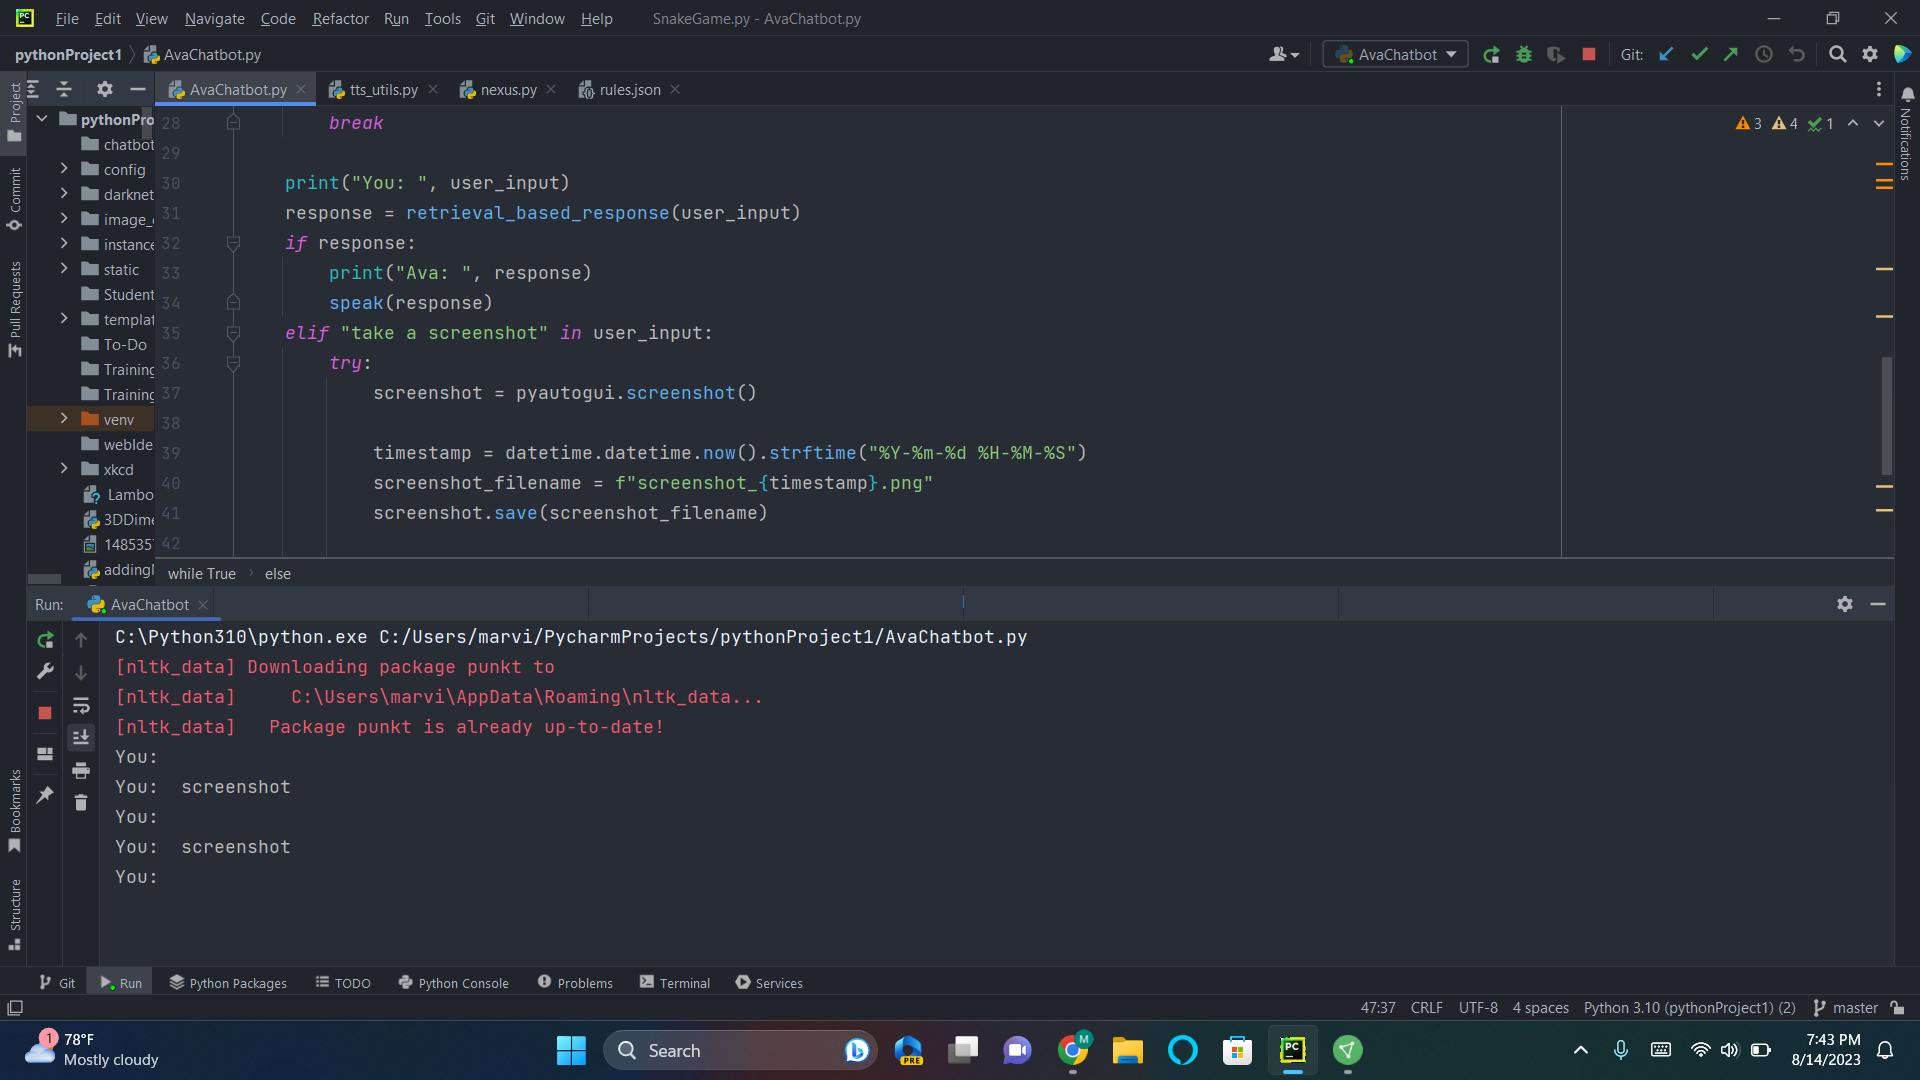 File Edit View Navigate Code Refactor Run Tools Git Window Help SnakeGame.py - AvaChatbot.py
pythonProject1 AvaChatbot.py AvaChatbot Git:
AvaChatbot.py tts_utils.py nexus.py rules.json
Project
Commit
Pull Requests
Bookmarks
Structure
Notifications
pythonPro
chatbot
config
darknet
image_
instance
static
Student
templat
To-Do
Training
Training
venv
webIde
xkcd
Lambo
3DDime
148535
adding
3 4 1
28 break
29
30 print("You: ", user_input)
31 response = retrieval_based_response(user_input)
32 if response:
33 print("Ava: ", response)
34 speak(response)
35 elif "take a screenshot" in user_input:
36 try:
37 screenshot = pyautogui.screenshot()
38
39 timestamp = datetime.datetime.now().strftime("%Y-%m-%d %H-%M-%S")
40 screenshot_filename = f"screenshot_{timestamp}.png"
41 screenshot.save(screenshot_filename)
42
while True else
Run: AvaChatbot
C:\Python310\python.exe C:/Users/marvi/PycharmProjects/pythonProject1/AvaChatbot.py
[nltk_data] Downloading package punkt to
[nltk_data]     C:\Users\marvi\AppData\Roaming\nltk_data...
[nltk_data]   Package punkt is already up-to-date!
You:
You:  screenshot
You:
You:  screenshot
You:
Git Run Python Packages TODO Python Console Problems Terminal Services
47:37 CRLF UTF-8 4 spaces Python 3.10 (pythonProject1) (2) master
1 78°F
Mostly cloudy
Search
PRE
M
PC
7:43 PM
8/14/2023